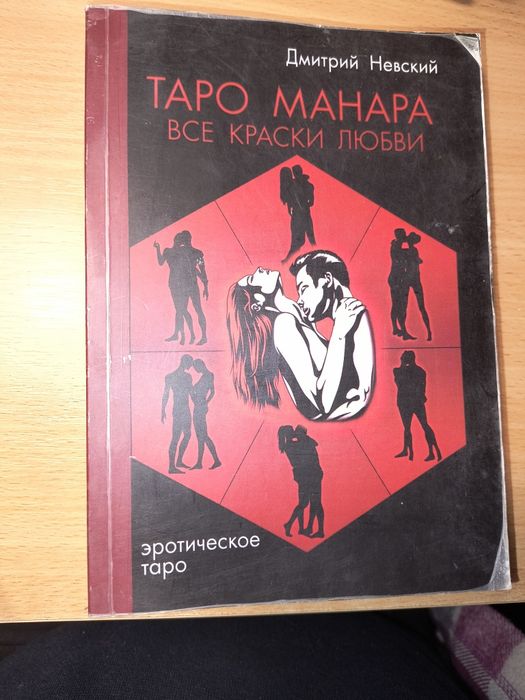 Дмитрий Невский
ТАРО МАНАРА
ВСЕ КРАСКИ ЛЮБВИ
эротическое
таро